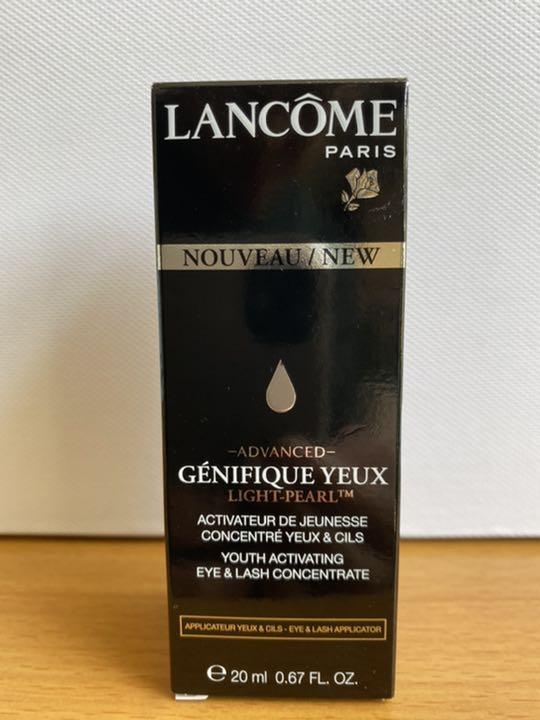 LANCÔME
PARIS
NOUVEAU / NEW
-ADVANCED-
GÉNIFIQUE YEUX
LIGHT-PEARL™
ACTIVATEUR DE JEUNESSE
CONCENTRÉ YEUX & CILS
YOUTH ACTIVATING
EYE & LASH CONCENTRATE
APPLICATEUR YEUX & CILS - EYE & LASH APPLICATOR
℮ 20 ml 0.67 FL. OZ.